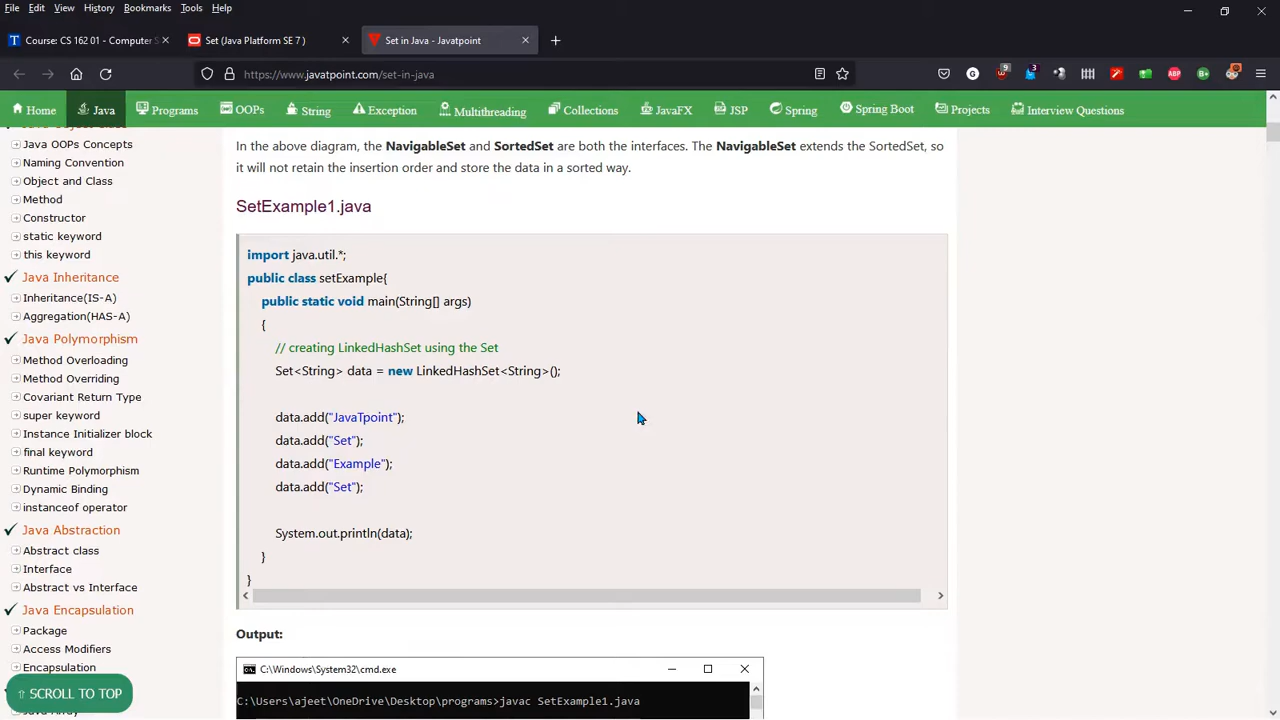 File Edit View History Bookmarks Tools Help
Course: CS 162 01 - Computer S
Set (Java Platform SE 7 )
Set in Java - Javatpoint
https://www.javatpoint.com/set-in-java
9
3
ABP
Home Java Programs OOPs String Exception Multithreading Collections JavaFX JSP Spring Spring Boot Projects Interview Questions
Java OOPs Concepts
Naming Convention
Object and Class
Method
Constructor
static keyword
this keyword
Java Inheritance
Inheritance(IS-A)
Aggregation(HAS-A)
Java Polymorphism
Method Overloading
Method Overriding
Covariant Return Type
super keyword
Instance Initializer block
final keyword
Runtime Polymorphism
Dynamic Binding
instanceof operator
Java Abstraction
Abstract class
Interface
Abstract vs Interface
Java Encapsulation
Package
Access Modifiers
Encapsulation
⇧ SCROLL TO TOP
In the above diagram, the NavigableSet and SortedSet are both the interfaces. The NavigableSet extends the SortedSet, so
it will not retain the insertion order and store the data in a sorted way.
SetExample1.java
import java.util.*;
public class setExample{
public static void main(String[] args)
{
// creating LinkedHashSet using the Set
Set<String> data = new LinkedHashSet<String>();
data.add("JavaTpoint");
data.add("Set");
data.add("Example");
data.add("Set");
System.out.println(data);
}
}
Output:
C:\Windows\System32\cmd.exe
C:\Users\ajeet\OneDrive\Desktop\programs>javac SetExample1.java